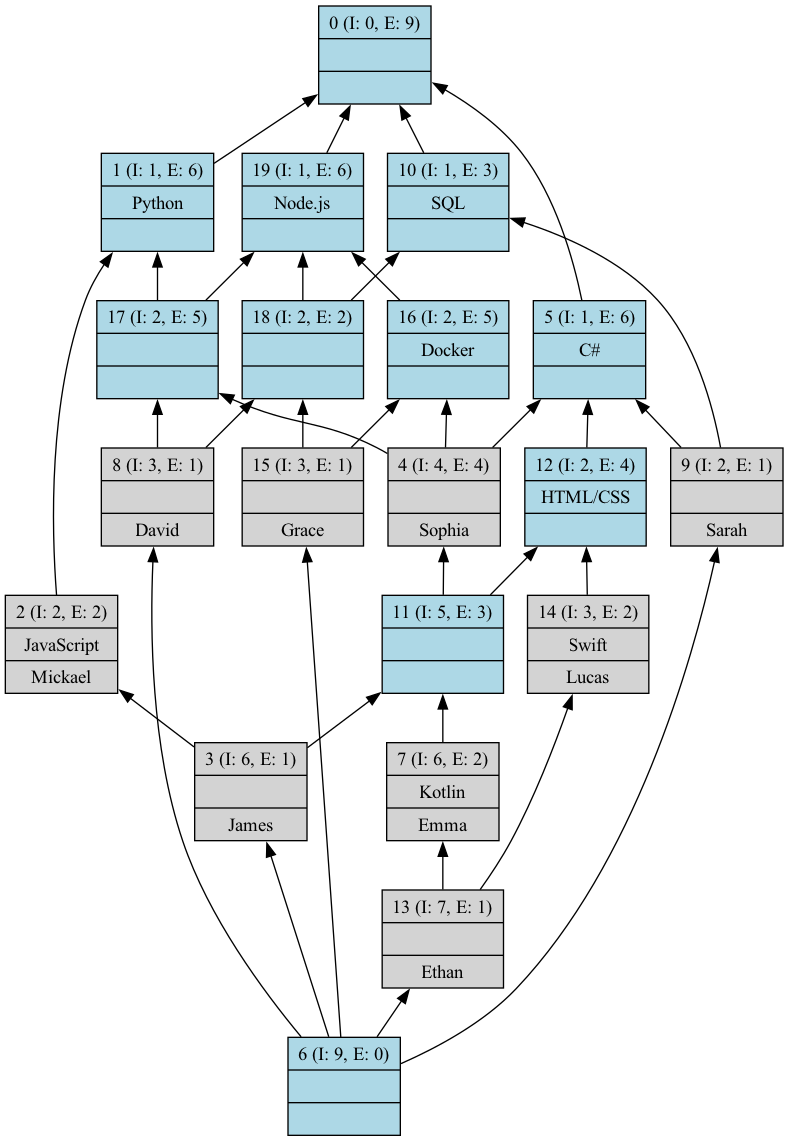 0 (I: 0, E: 9)
1 (I: 1, E: 6)
Python
19 (I: 1, E: 6)
Node.js
10 (I: 1, E: 3)
SQL
17 (I: 2, E: 5)
18 (I: 2, E: 2)
16 (I: 2, E: 5)
Docker
5 (I: 1, E: 6)
C#
8 (I: 3, E: 1)
David
15 (I: 3, E: 1)
Grace
4 (I: 4, E: 4)
Sophia
12 (I: 2, E: 4)
HTML/CSS
9 (I: 2, E: 1)
Sarah
2 (I: 2, E: 2)
JavaScript
Mickael
11 (I: 5, E: 3)
14 (I: 3, E: 2)
Swift
Lucas
3 (I: 6, E: 1)
James
7 (I: 6, E: 2)
Kotlin
Emma
13 (I: 7, E: 1)
Ethan
6 (I: 9, E: 0)